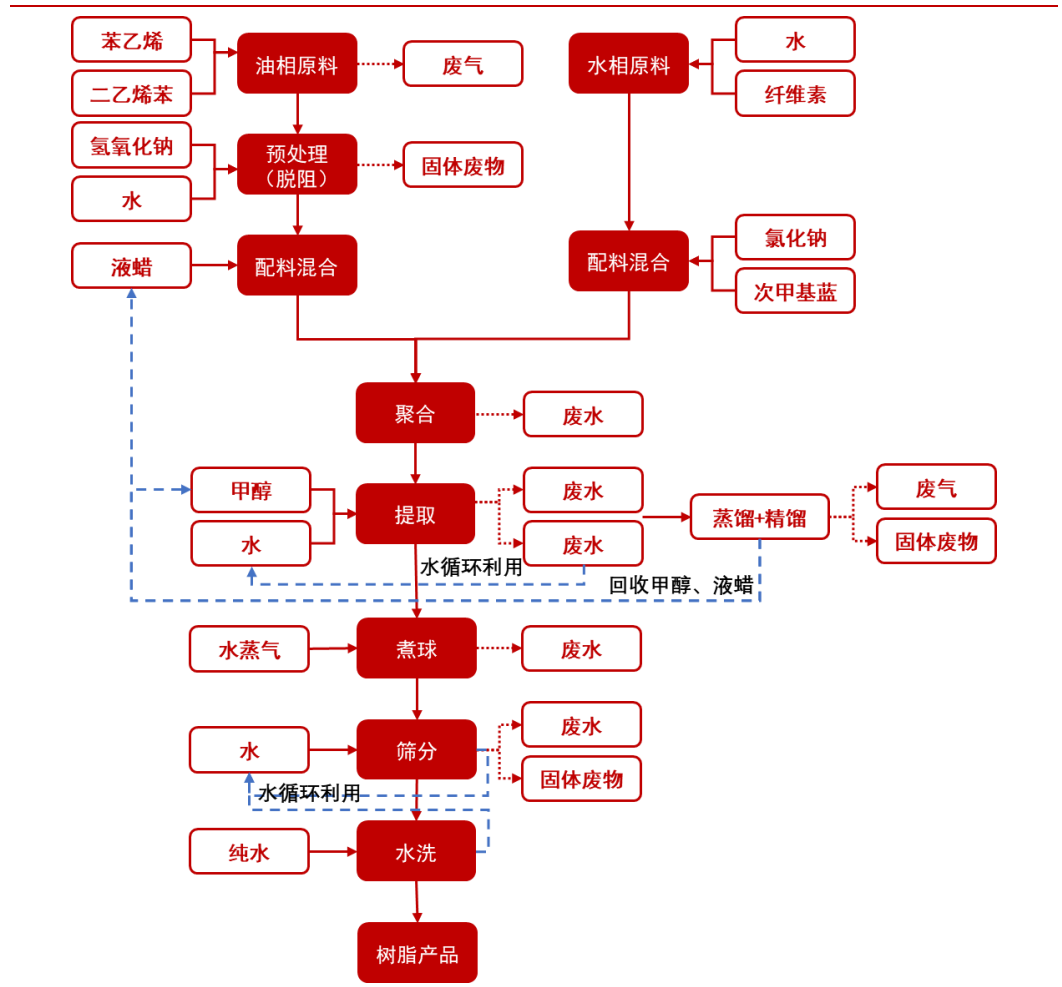 苯乙烯
油相原料
废气
水相原料
水
二乙烯苯
纤维素
氢氧化钠
预处理
（脱阻）
固体废物
水
液蜡
配料混合
配料混合
氯化钠
次甲基蓝
聚合
废水
甲醇
提取
废水
蒸馏+精馏
废气
水
废水
固体废物
水循环利用
回收甲醇、液蜡
水蒸气
煮球
废水
水
筛分
废水
固体废物
水循环利用
纯水
水洗
树脂产品